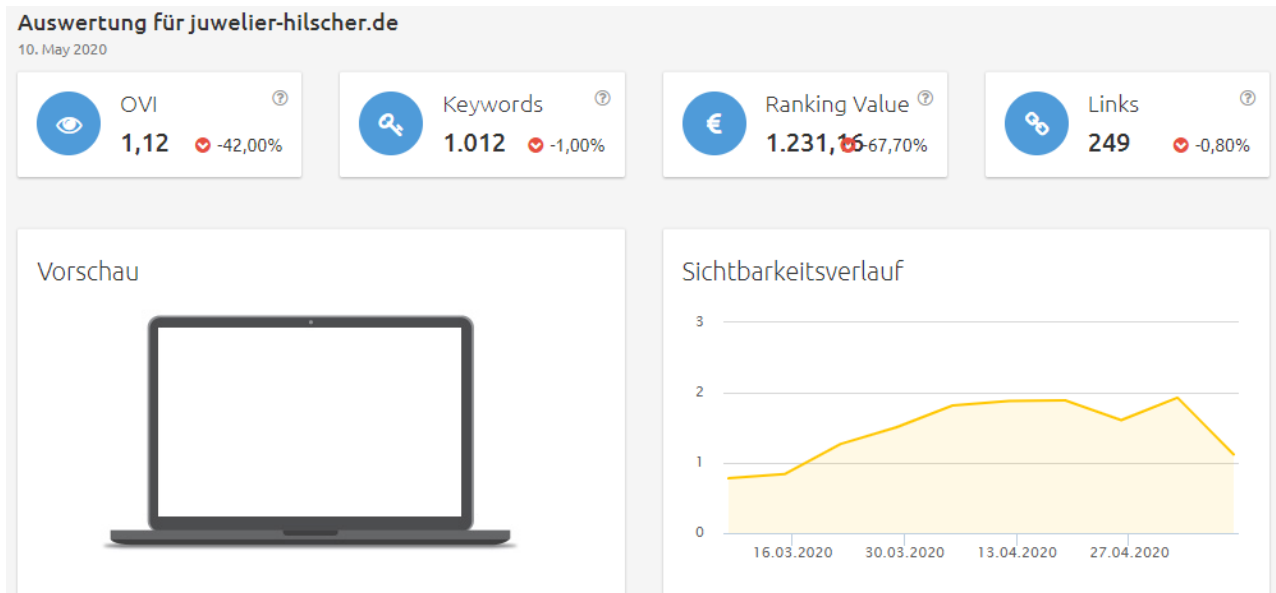 Auswertung für juwelier-hilscher.de
10. May 2020
OVI
1,12 -42,00%
Keywords
1.012 -1,00%
Ranking Value
1.231,16 -67,70%
Links
249 -0,80%
Vorschau
Sichtbarkeitsverlauf
3
2
1
0
16.03.2020 30.03.2020 13.04.2020 27.04.2020